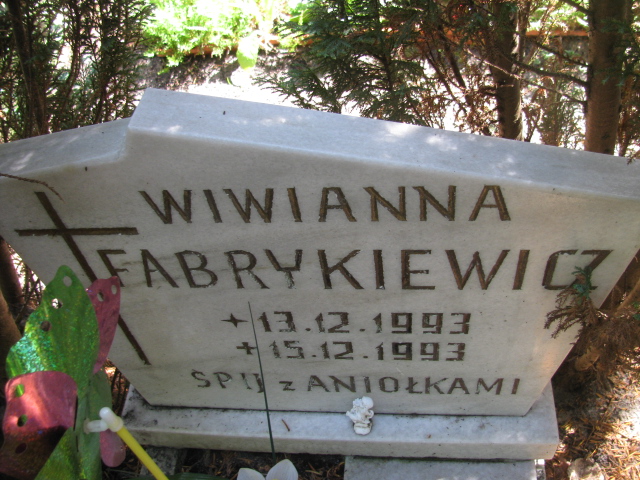 WIWIANNA
FABRYKIEWICZ
13.12.1993
+15.12.1993
ŚPIJ z ANIOŁKAMI